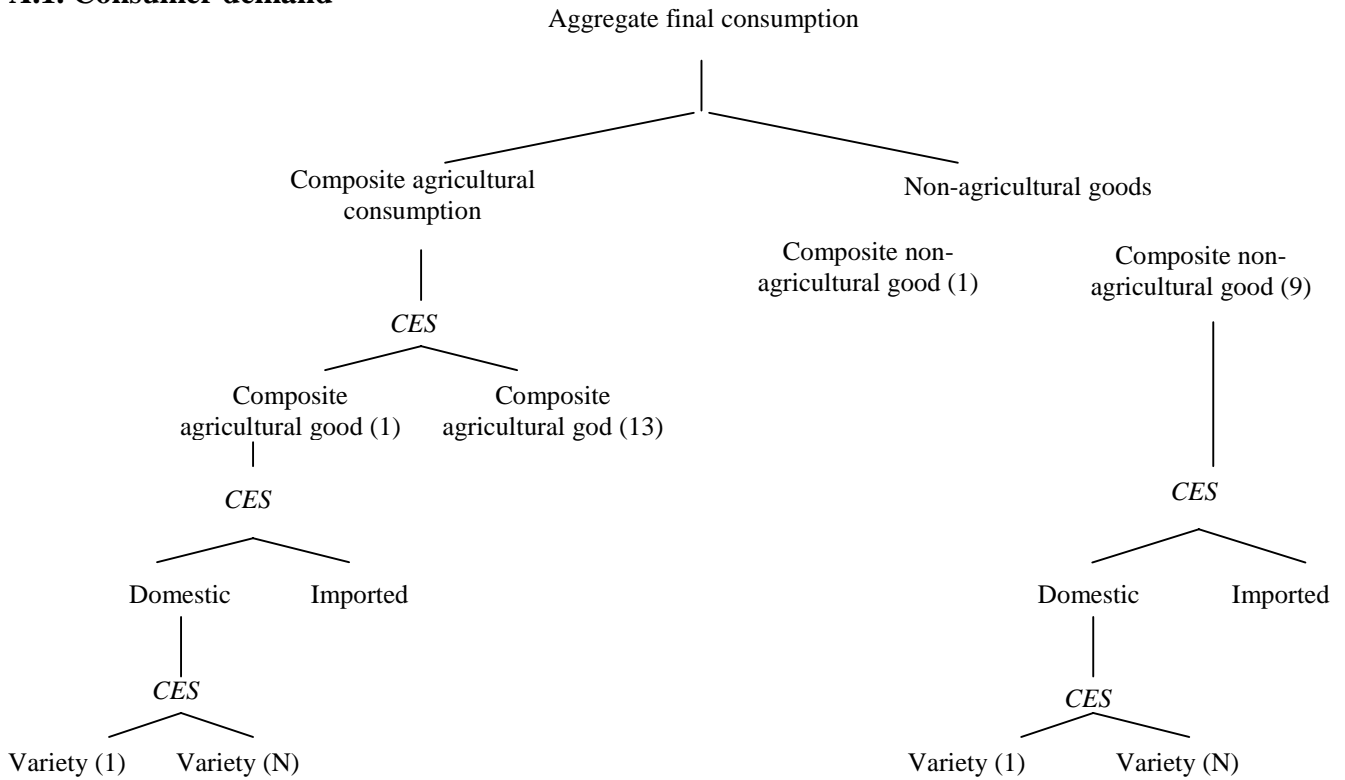 A.1. Consumer demand
Aggregate final consumption
Composite agricultural
consumption
Non-agricultural goods
Composite non-
agricultural good (1)
Composite non-
agricultural good (9)
CES
Composite
agricultural good (1)
Composite
agricultural god (13)
CES
CES
Domestic
Imported
Domestic
Imported
CES
CES
Variety (1)
Variety (N)
Variety (1)
Variety (N)